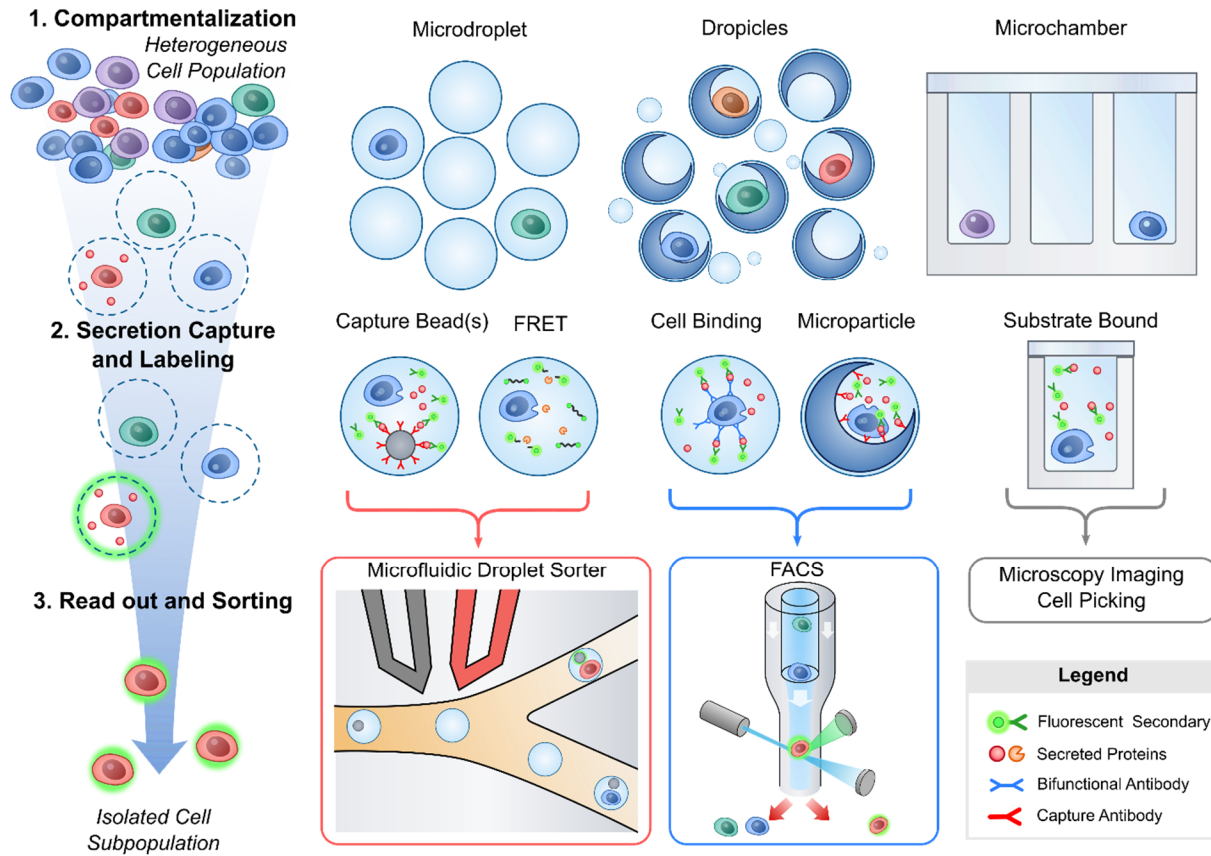 1. Compartmentalization
Heterogeneous
Cell Population
Microdroplet
Dropicles
Microchamber
2. Secretion Capture
and Labeling
Capture Bead(s)
FRET
Cell Binding
Microparticle
Substrate Bound
3. Read out and Sorting
Microfluidic Droplet Sorter
FACS
Microscopy Imaging
Cell Picking
Isolated Cell
Subpopulation
Legend
Fluorescent Secondary
Secreted Proteins
Bifunctional Antibody
Capture Antibody